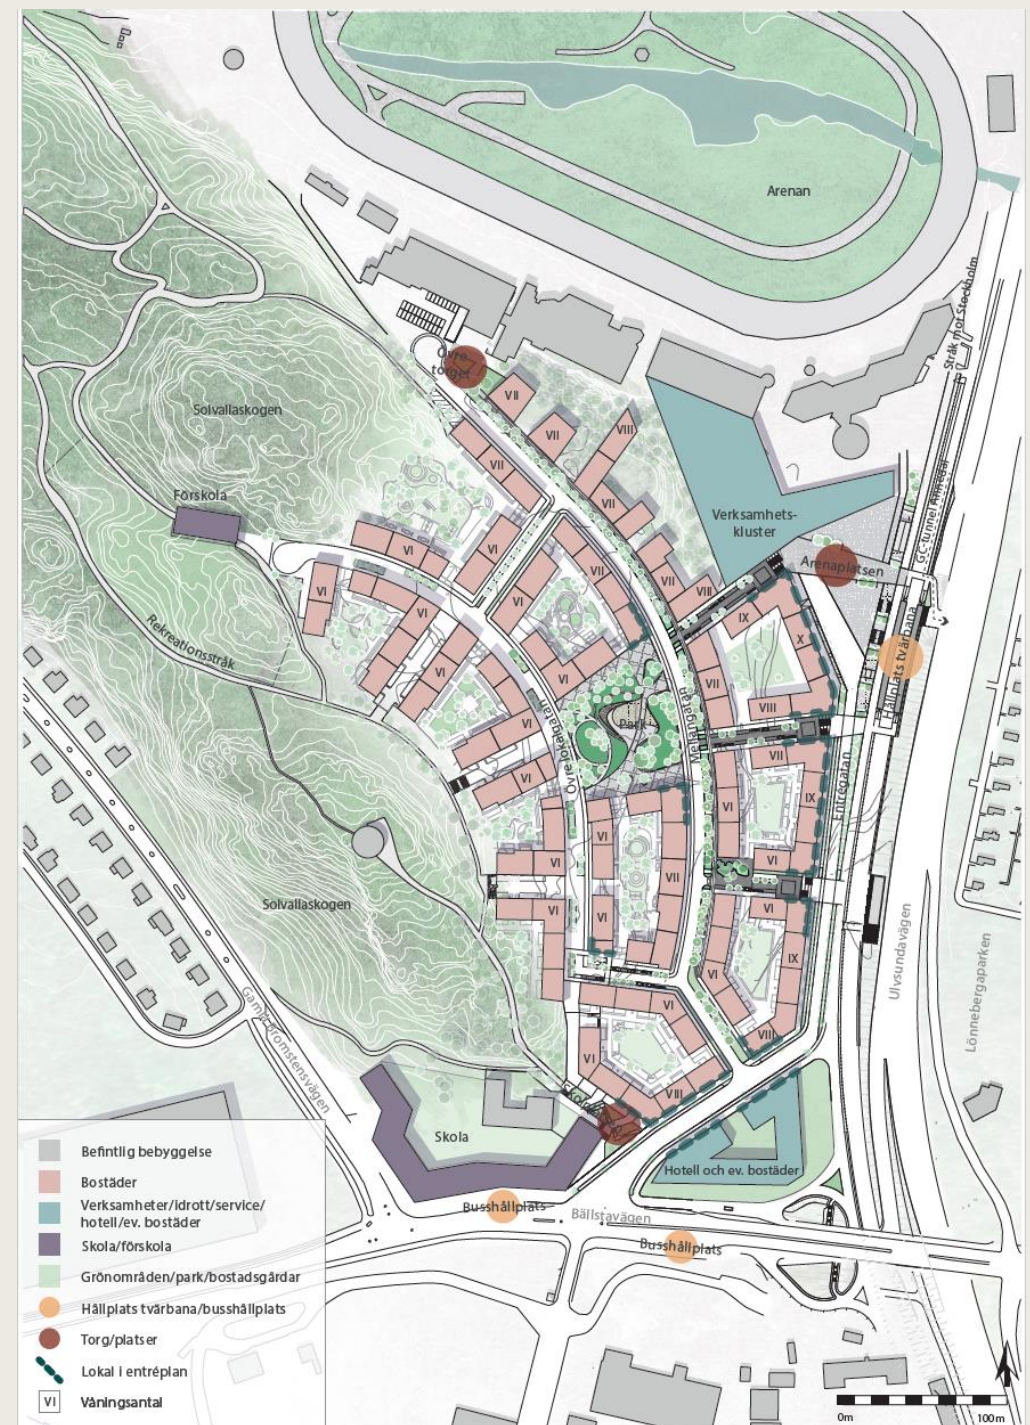 Arenan
Stråk mot Stockholm
Övre
torget
VII
VII
VIII
Solvallaskogen
VII
GC-tunnel Annedal
VII
Förskola
Verksamhets-
kluster
VI
VI
VII
Arenaplatsen
VII
VI
VIII
VI
VI
IX
Hållplats tvärbana
Rekreationsstråk
X
VI
VI
VII
VIII
Park
Mellangatan
VI
Övre lokalgatan
VII
VI
Entrégatan
VI
IX
VI
VI
VI
VII
Solvallaskogen
VI
VI
VI
Ulvsundavägen
Lönnebergaparken
IX
VI
Gamla Bromstensvägen
VI
VIII
VI
VIII
Skola
Hotell och ev. bostäder
Busshållplats
Bällstavägen
Busshållplats
Befintlig bebyggelse
Bostäder
Verksamheter/idrott/service/
hotell/ev. bostäder
Skola/förskola
Grönområden/park/bostadsgårdar
Hållplats tvärbana/busshållplats
Torg/platser
Lokal i entréplan
VI Våningsantal
0m 100m